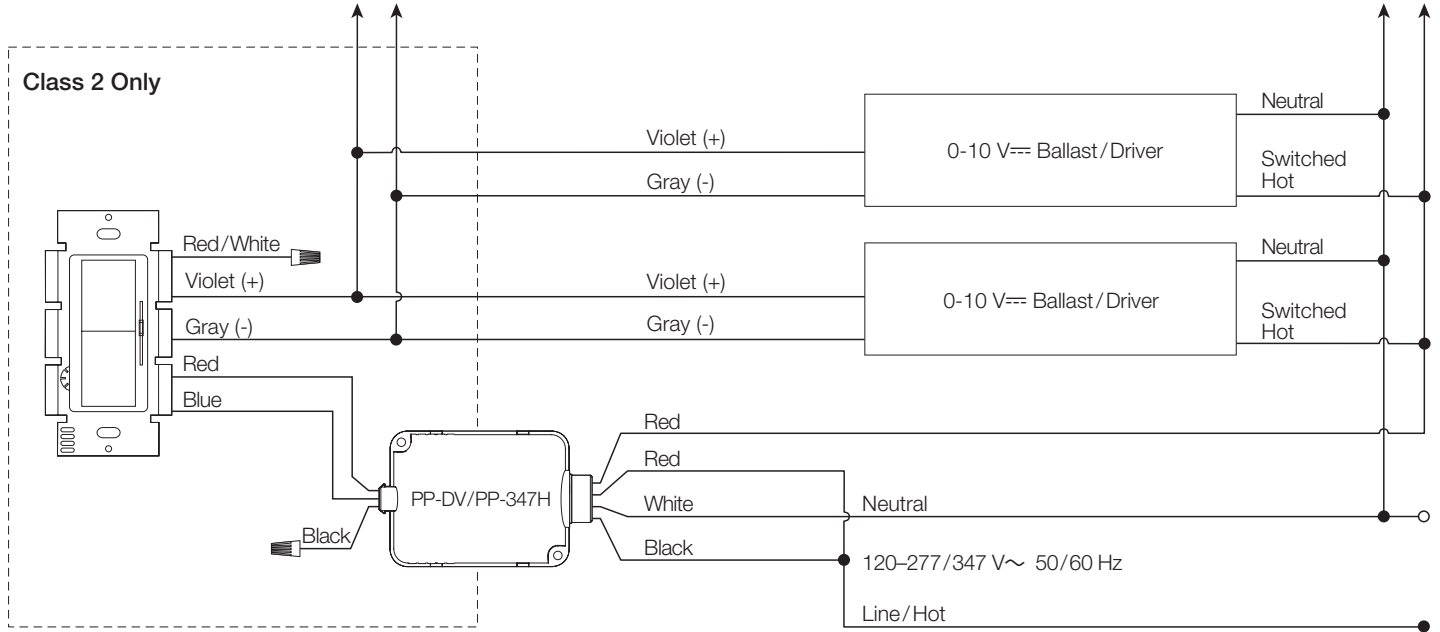 Class 2 Only
Neutral
Violet (+)
0-10 V⎓ Ballast/Driver
Switched
Hot
Gray (-)
Red/White
Neutral
Violet (+)
Violet (+)
0-10 V⎓ Ballast/Driver
Switched
Hot
Gray (-)
Gray (-)
Red
Blue
Red
Red
PP-DV/PP-347H
White
Neutral
Black
Black
120–277/347 V~ 50/60 Hz
Line/Hot